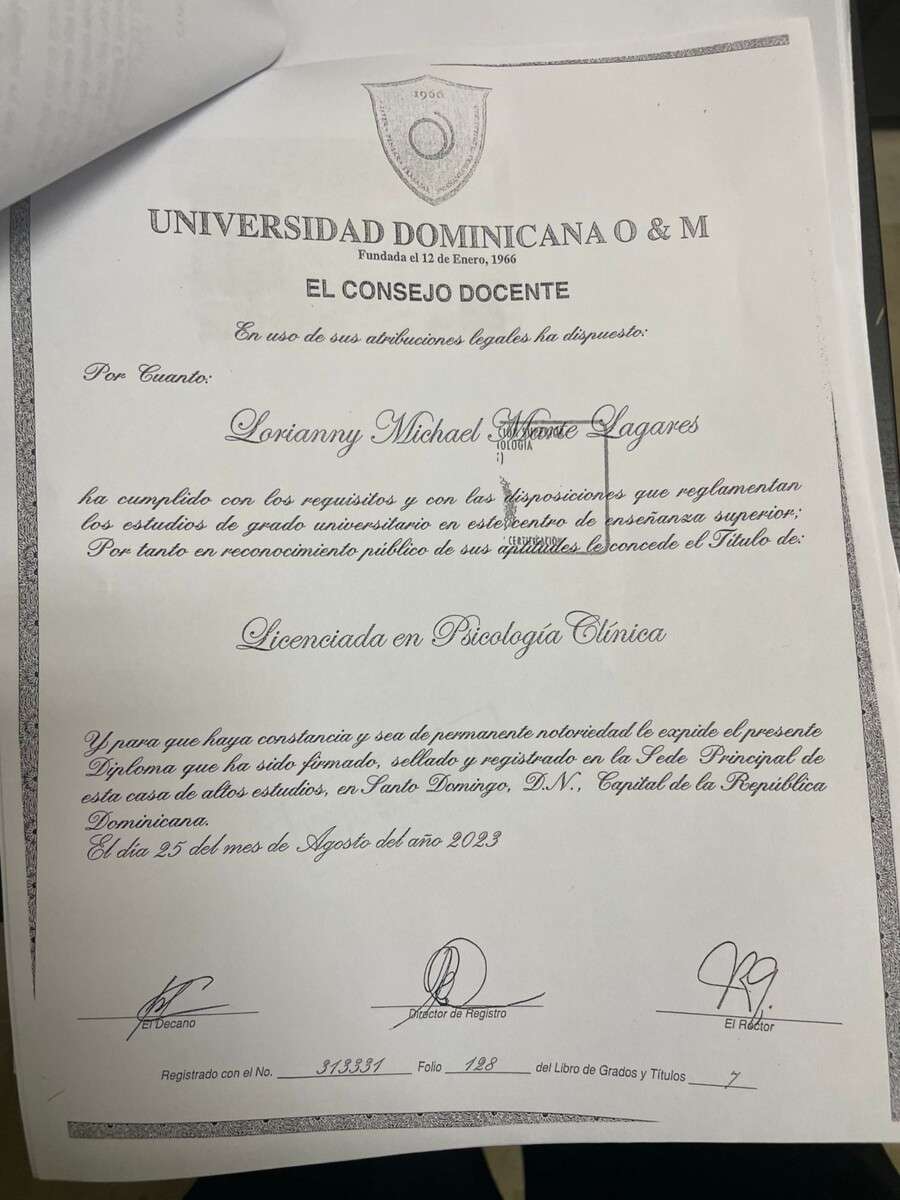 1966
UNIVERSIDAD DOMINICANA O & M
Fundada el 12 de Enero, 1966
EL CONSEJO DOCENTE
En uso de sus atribuciones legales ha dispuesto:
Por Cuanto:
Lorianny Michael Lagares
OLOGÍA
ha cumplido con los requisitos y con las disposiciones que reglamentan
los estudios de grado universitario en este centro de enseñanza superior;
CERTIFICACIÓN
Por tanto en reconocimiento público de sus aptitudes le concede el Título de:
Licenciada en Psicología Clínica
Y para que haya constancia y sea de permanente notoriedad le expide el presente
Diploma que ha sido firmado, sellado y registrado en la Sede Principal de
esta casa de altos estudios, en Santo Domingo, D.N., Capital de la República
Dominicana.
El día 25 del mes de Agosto del año 2023
El Decano
Director de Registro
El Rector
Registrado con el No. 313331 Folio 128 del Libro de Grados y Títulos 7